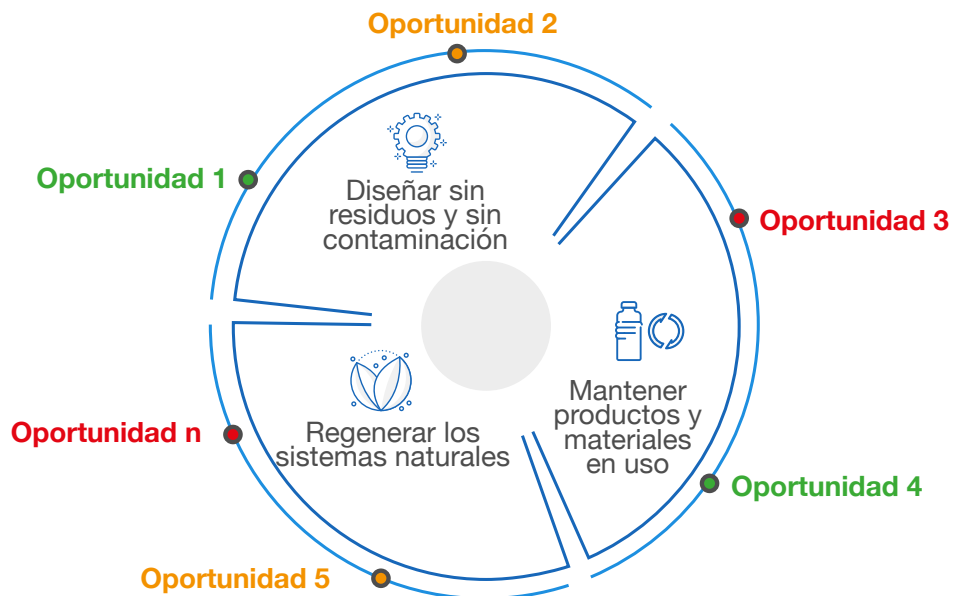 Oportunidad 2
Oportunidad 1
Diseñar sin
residuos y sin
contaminación
Oportunidad 3
Mantener
productos y
materiales
en uso
Regenerar los
sistemas naturales
Oportunidad n
Oportunidad 4
Oportunidad 5